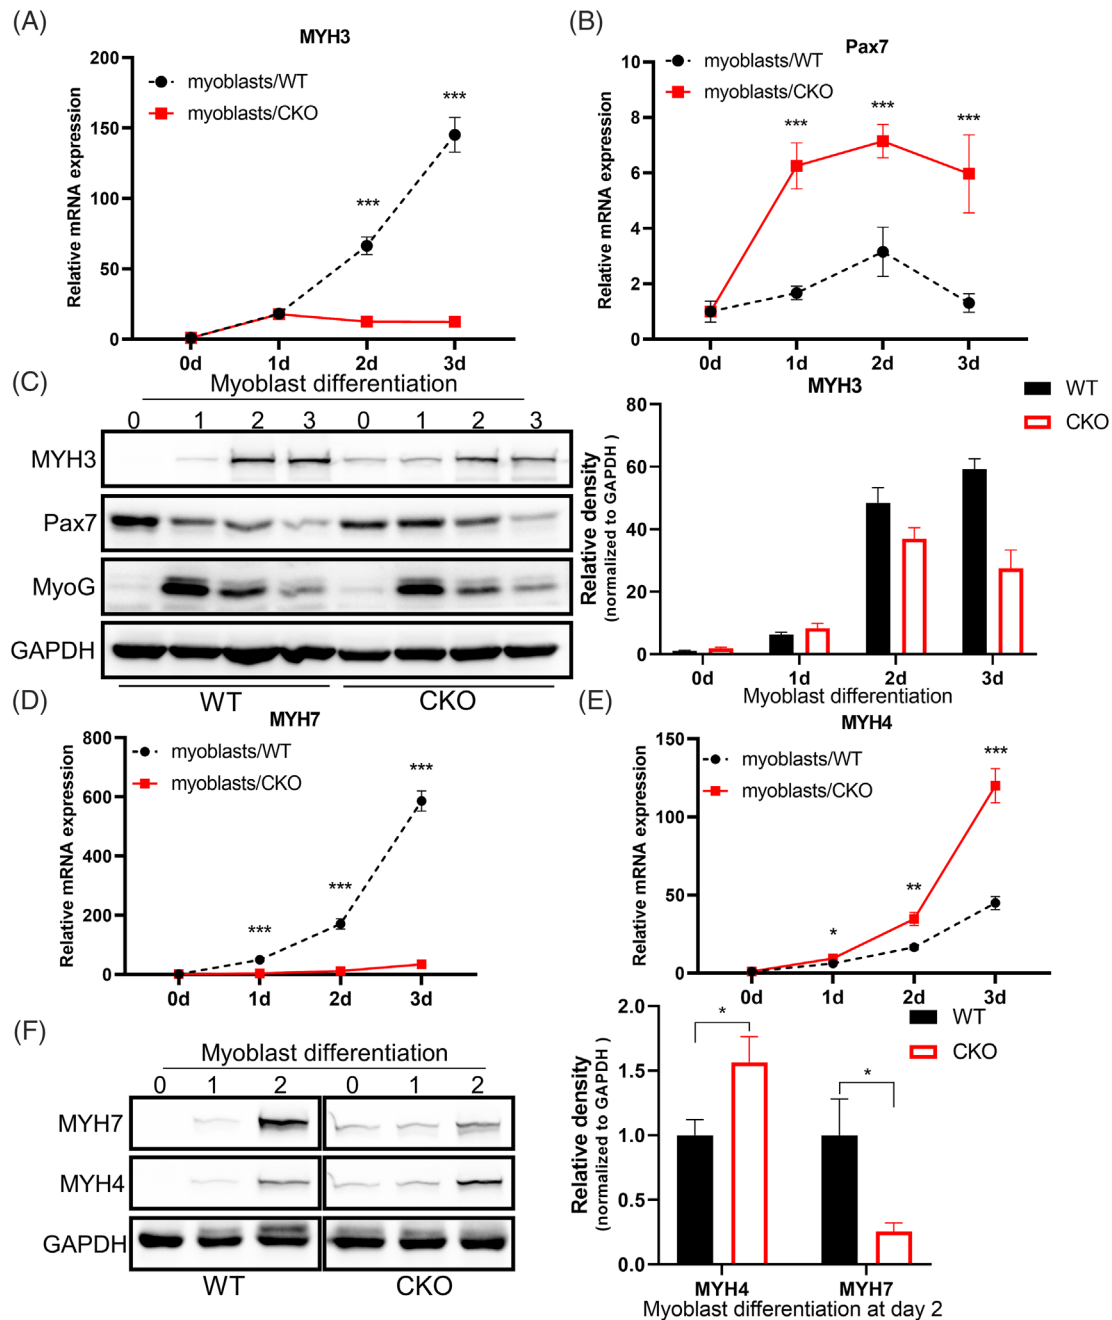 (A)
MYH3
myoblasts/WT
myoblasts/CKO
Relative mRNA expression
200
150
100
50
0
***
***
0d 1d 2d 3d
(B)
Pax7
myoblasts/WT
myoblasts/CKO
Relative mRNA expression
10
8
6
4
2
0
***
***
***
0d 1d 2d 3d
(C)
Myoblast differentiation
0 1 2 3 0 1 2 3
MYH3
Pax7
MyoG
GAPDH
WT CKO
MYH3
WT
CKO
Relative density
(normalized to GAPDH )
80
60
40
20
0
0d 1d 2d 3d
Myoblast differentiation
(D)
MYH7
myoblasts/WT
myoblasts/CKO
Relative mRNA expression
800
600
400
200
0
***
***
***
0d 1d 2d 3d
(E)
MYH4
myoblasts/WT
myoblasts/CKO
Relative mRNA expression
150
100
50
0
*
**
***
0d 1d 2d 3d
(F)
Myoblast differentiation
0 1 2 0 1 2
MYH7
MYH4
GAPDH
WT CKO
WT
CKO
Relative density
(normalized to GAPDH )
2.0
1.5
1.0
0.5
0.0
*
*
MYH4 MYH7
Myoblast differentiation at day 2